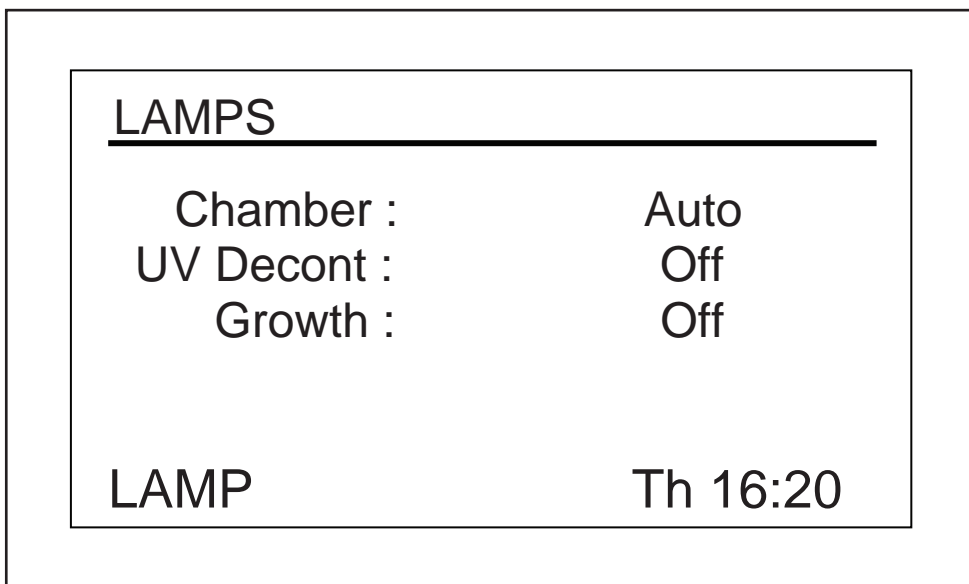 LAMPS
Chamber : Auto
UV Decont : Off
Growth : Off
LAMP Th 16:20